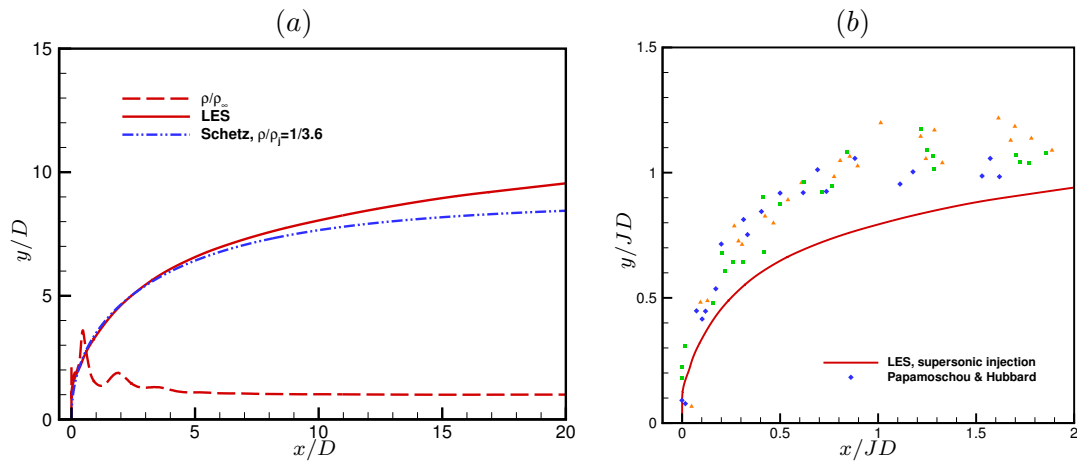 (a)
(b)
15
10
5
0
y/D
ρ/ρ∞
LES
Schetz, ρ/ρj=1/3.6
0
5
10
15
20
x/D
1.5
1
0.5
0
y/JD
LES, supersonic injection
Papamoschou & Hubbard
0
0.5
1
1.5
2
x/JD